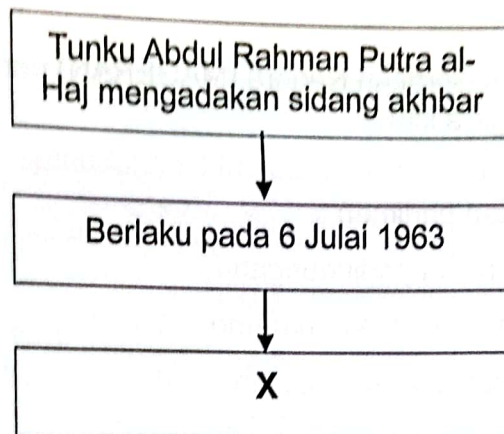 Tunku Abdul Rahman Putra al-
Haj mengadakan sidang akhbar
Berlaku pada 6 Julai 1963
X